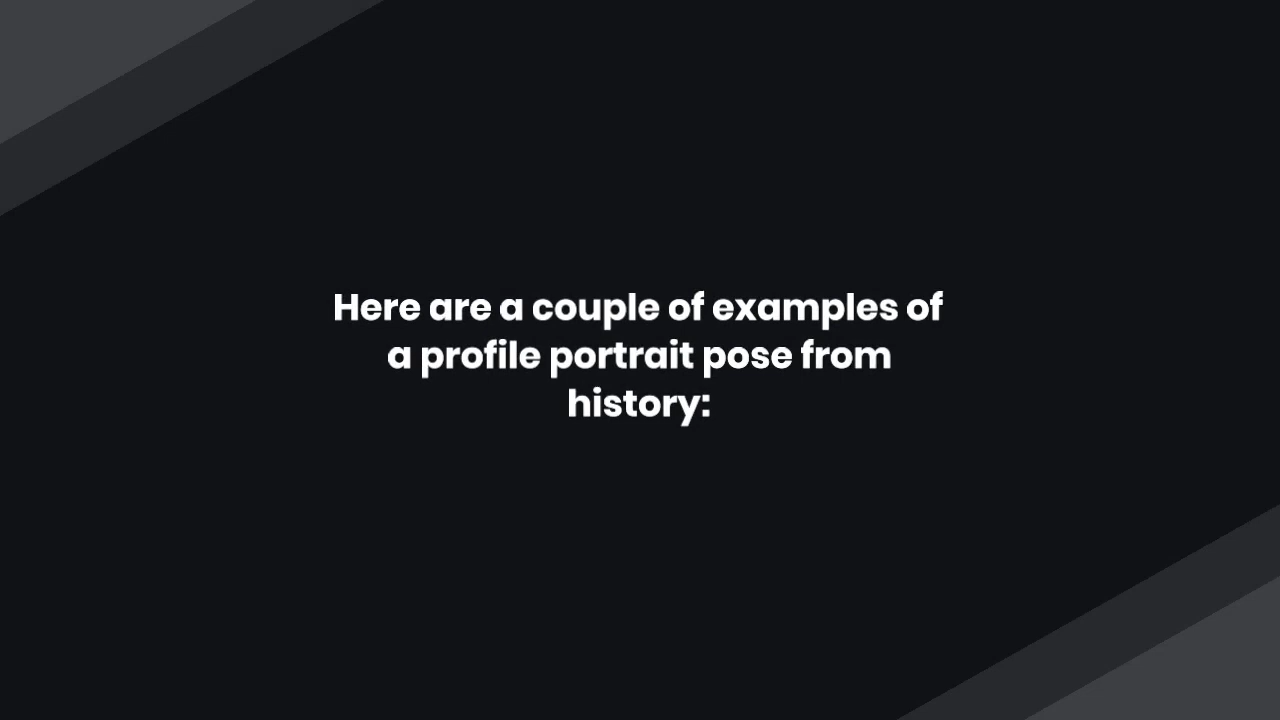 Here are a couple of examples of
a profile portrait pose from
history: